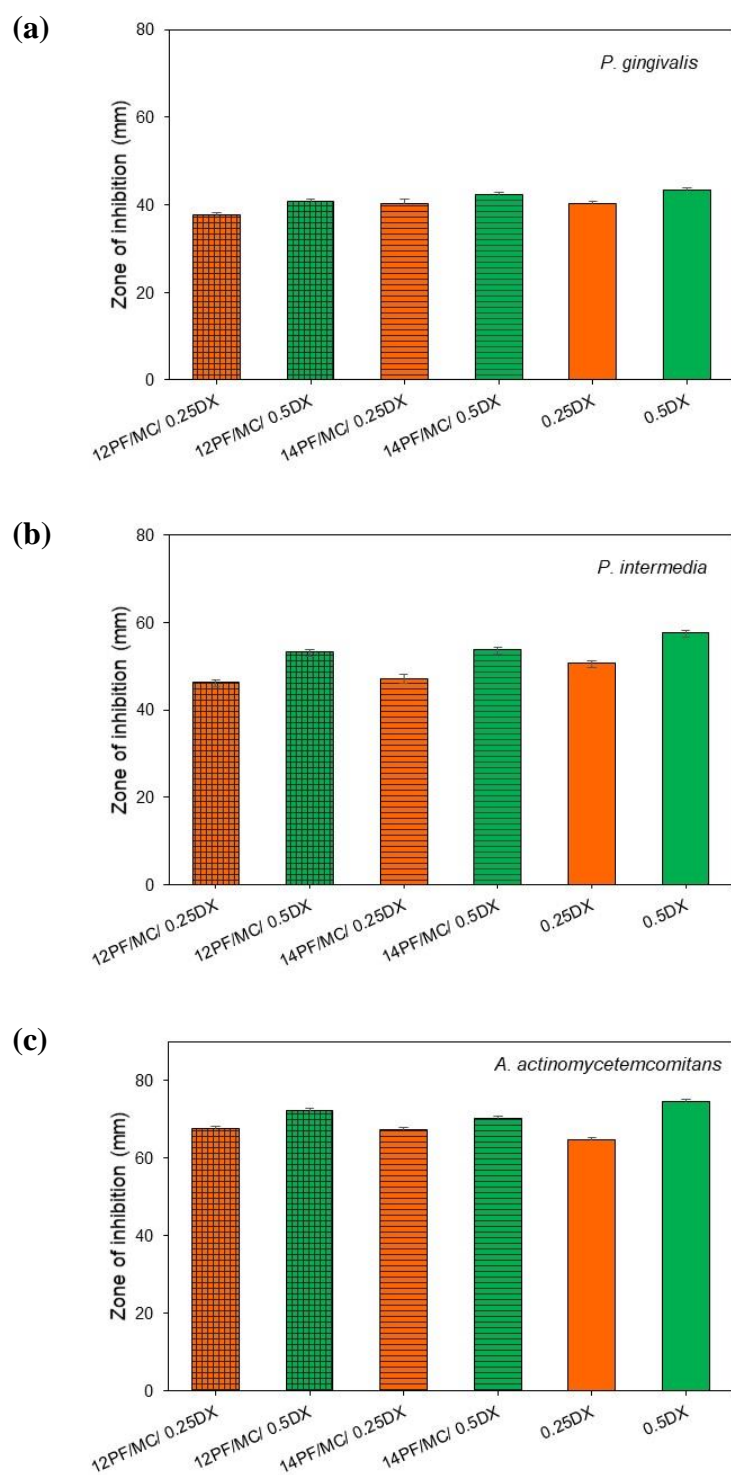 (a)
80
P. gingivalis
60
40
20
0
Zone of inhibition (mm)
12PF/MC/ 0.25DX
12PF/MC/ 0.5DX
14PF/MC/ 0.25DX
14PF/MC/ 0.5DX
0.25DX
0.5DX
(b)
80
P. intermedia
60
40
20
0
Zone of inhibition (mm)
12PF/MC/ 0.25DX
12PF/MC/ 0.5DX
14PF/MC/ 0.25DX
14PF/MC/ 0.5DX
0.25DX
0.5DX
(c)
A. actinomycetemcomitans
80
60
40
20
0
Zone of inhibition (mm)
12PF/MC/ 0.25DX
12PF/MC/ 0.5DX
14PF/MC/ 0.25DX
14PF/MC/ 0.5DX
0.25DX
0.5DX